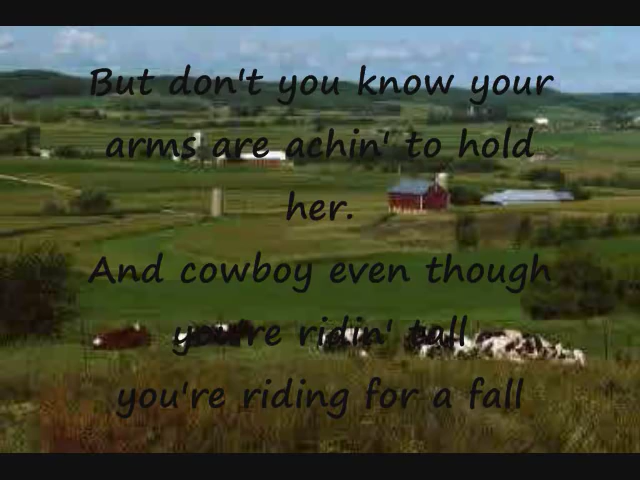 But don't you know your
arms are achin' to hold
her.
And cowboy even though
you're ridin' tall
you're riding for a fall